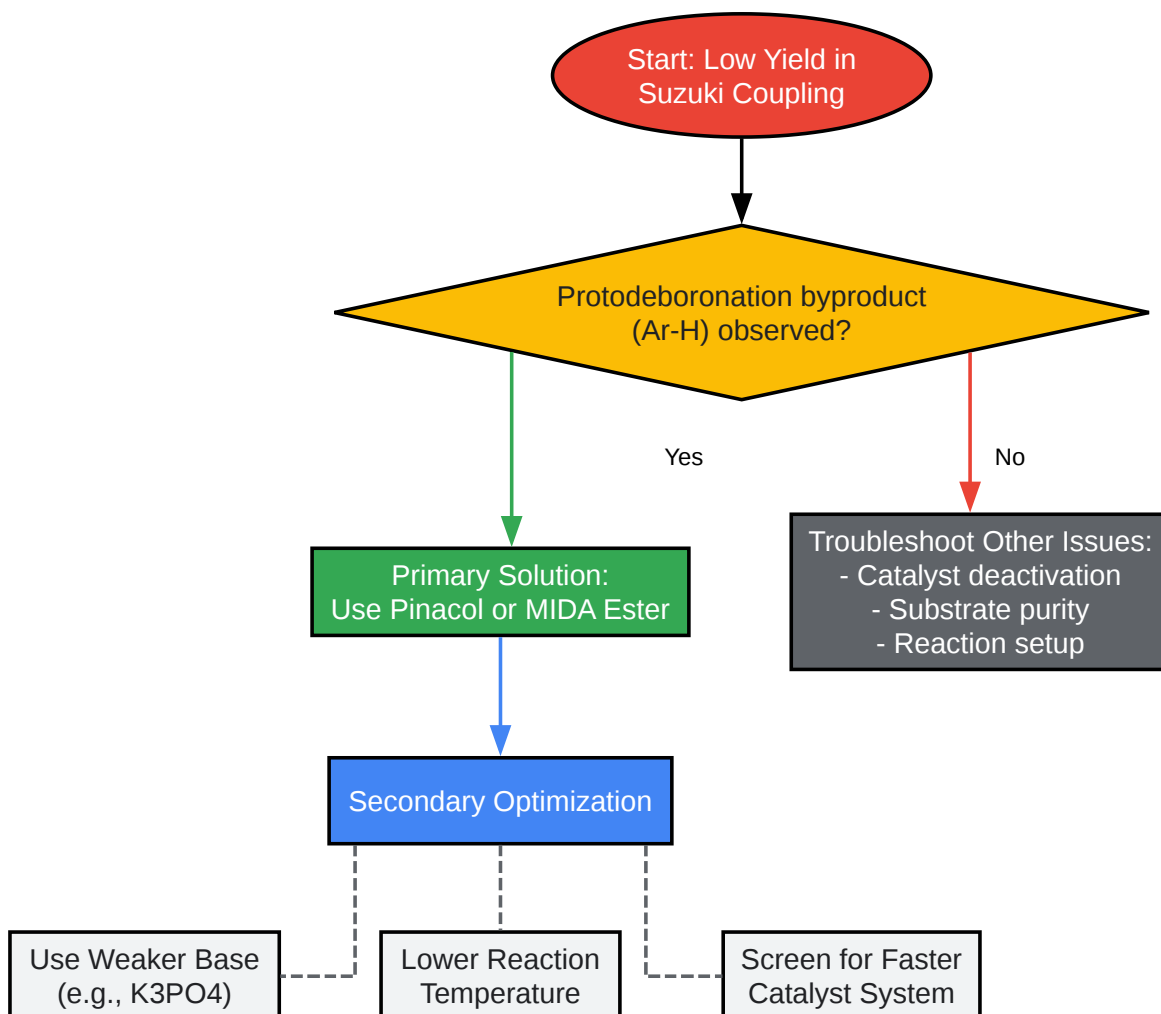 Start: Low Yield in
Suzuki Coupling
Protodeboronation byproduct
(Ar-H) observed?
Yes
No
Troubleshoot Other Issues:
- Catalyst deactivation
- Substrate purity
- Reaction setup
Primary Solution:
Use Pinacol or MIDA Ester
Secondary Optimization
Use Weaker Base
(e.g., K3PO4)
Lower Reaction
Temperature
Screen for Faster
Catalyst System